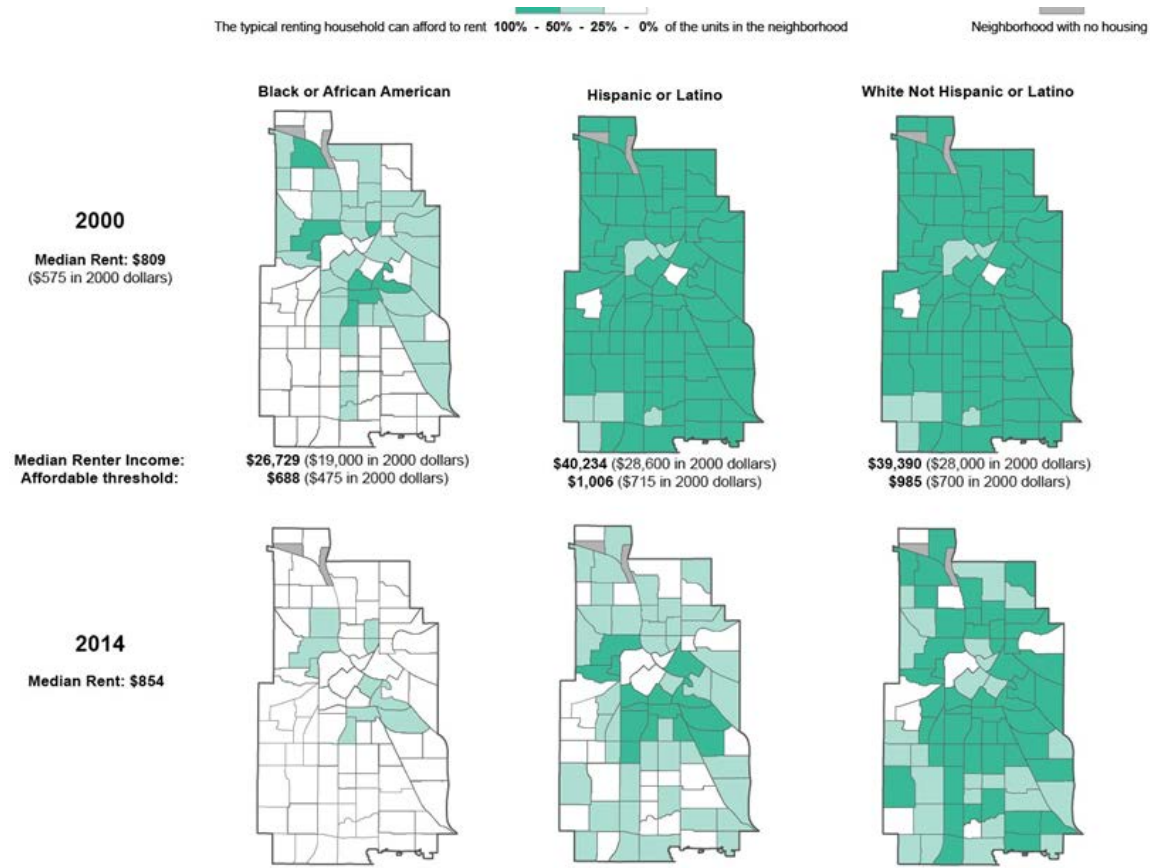 The typical renting household can afford to rent 100% - 50% - 25% - 0% of the units in the neighborhood
Neighborhood with no housing
Black or African American
Hispanic or Latino
White Not Hispanic or Latino
2000
Median Rent: $809
($575 in 2000 dollars)
Median Renter Income:
Affordable threshold:
$26,729 ($19,000 in 2000 dollars)
$688 ($475 in 2000 dollars)
$40,234 ($28,600 in 2000 dollars)
$1,006 ($715 in 2000 dollars)
$39,390 ($28,000 in 2000 dollars)
$985 ($700 in 2000 dollars)
2014
Median Rent: $854